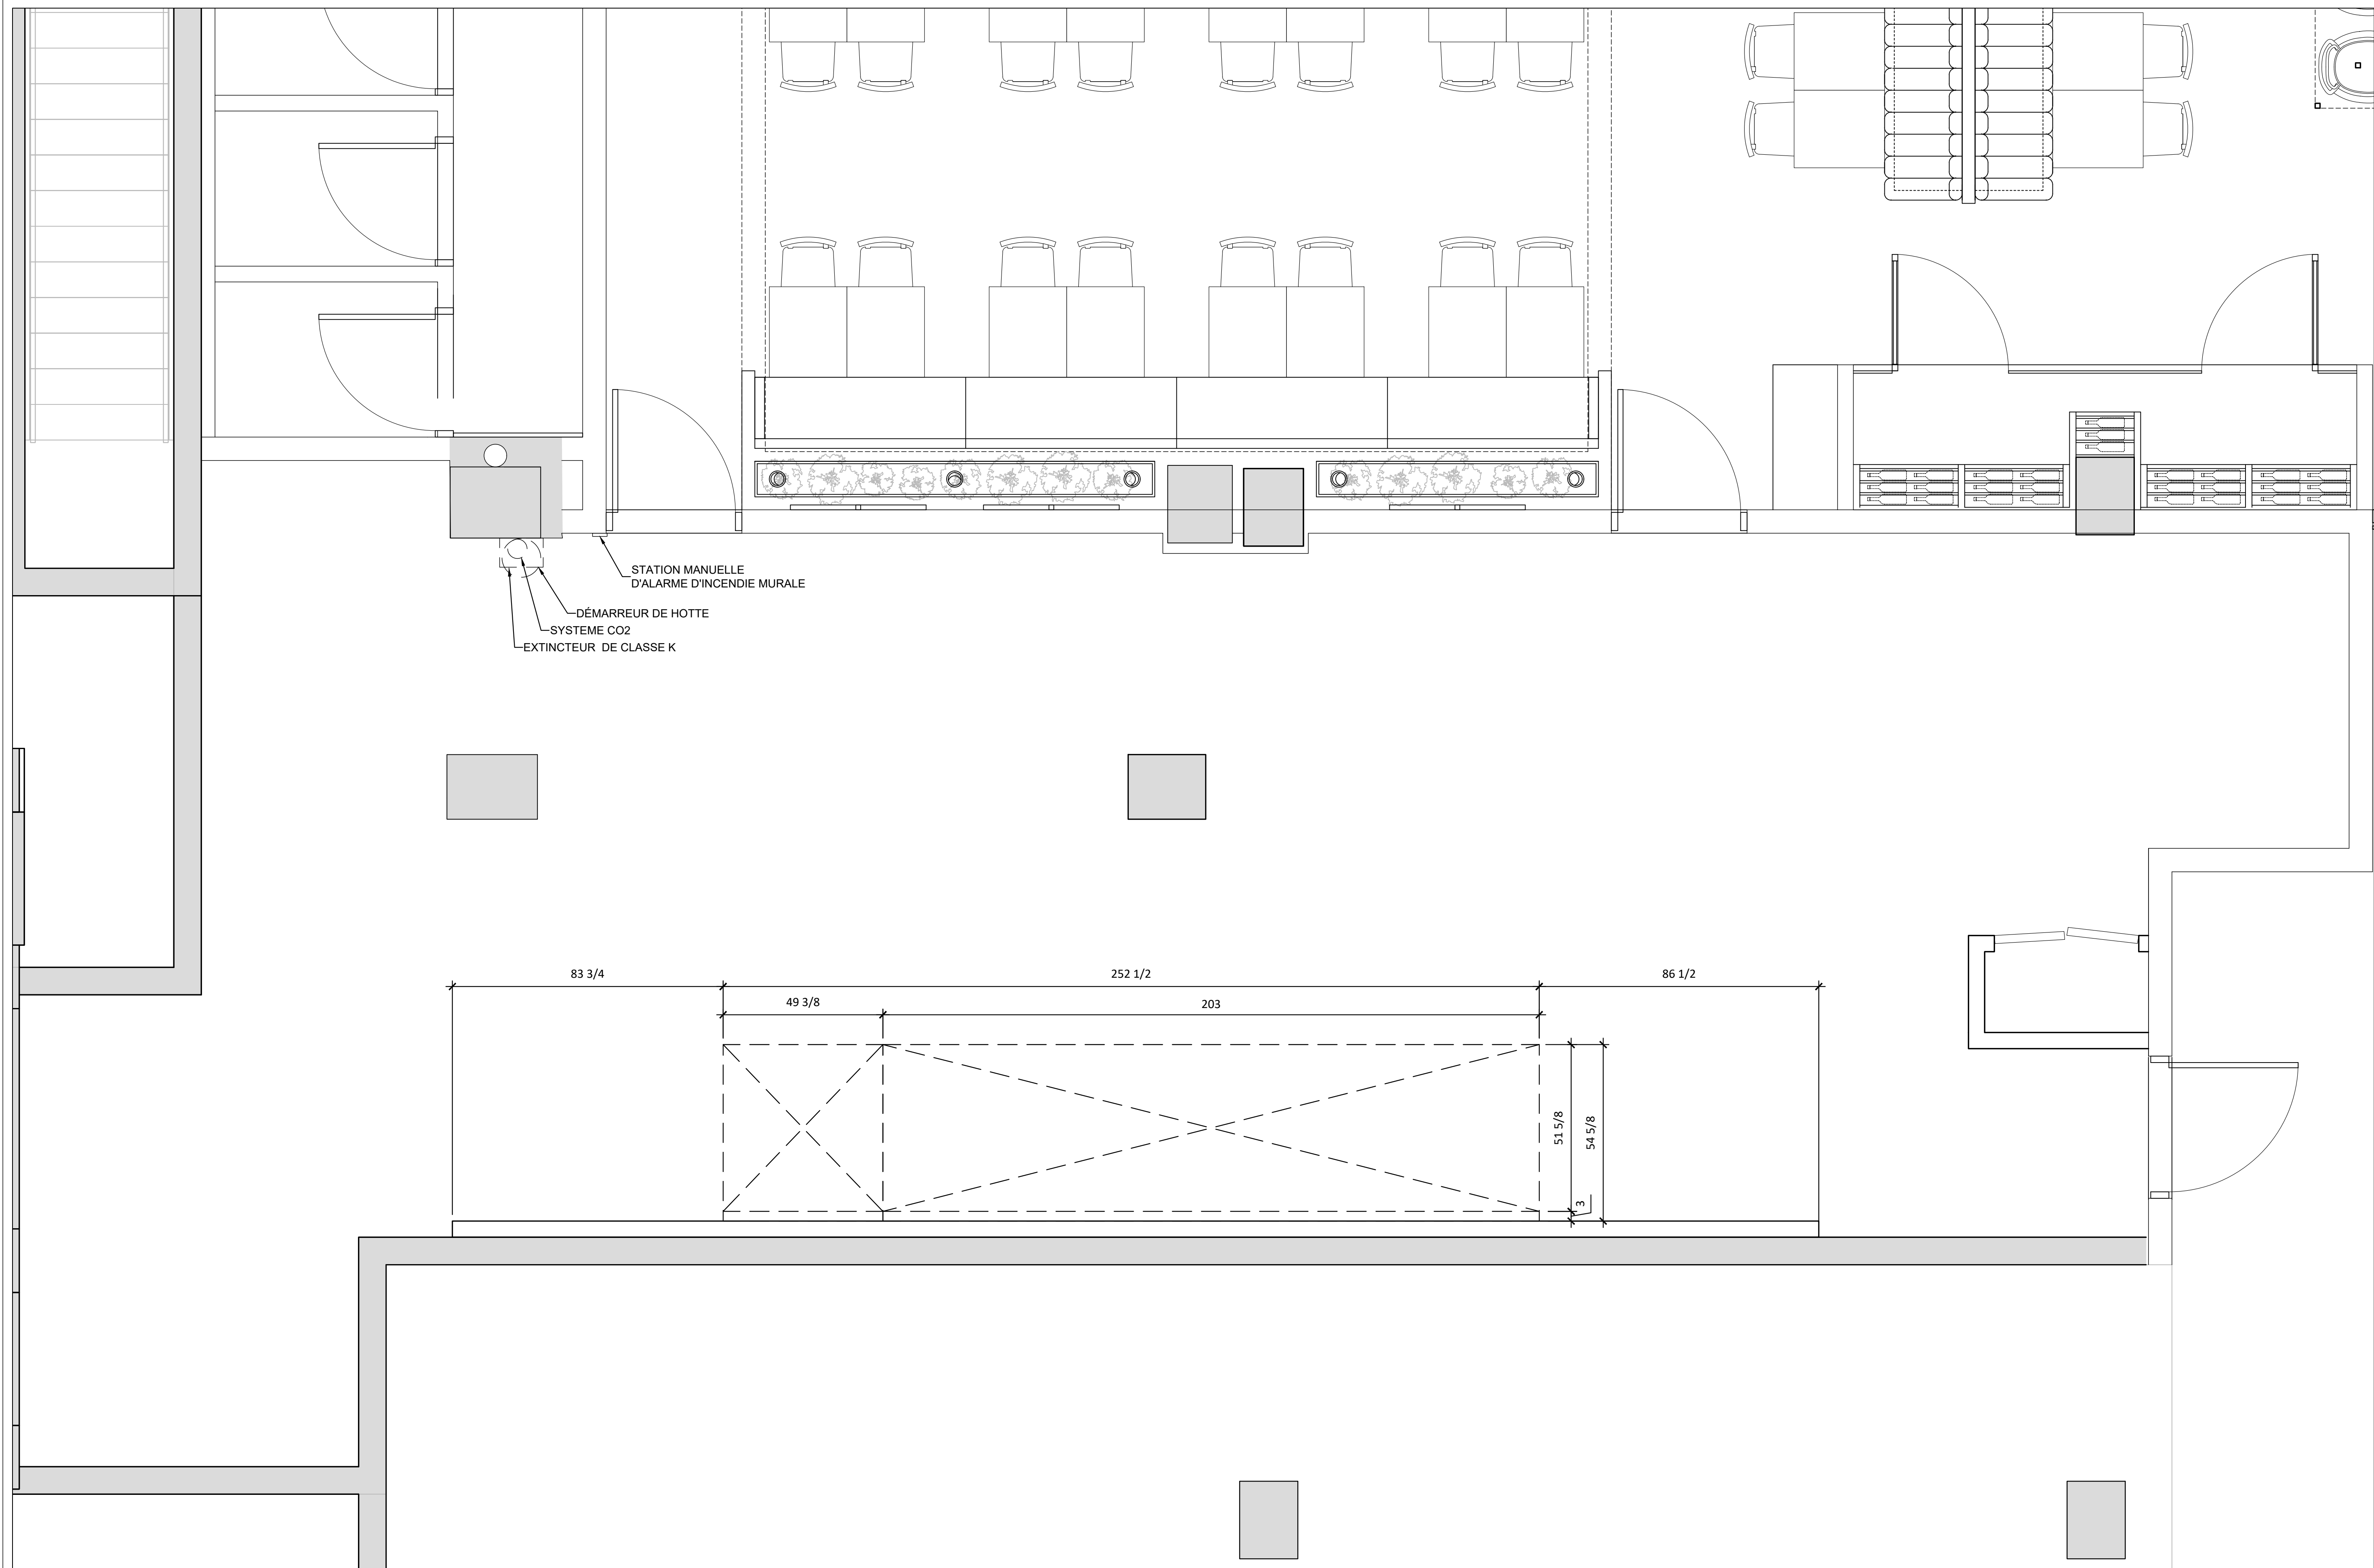 STATION MANUELLE
D'ALARME D'INCENDIE MURALE
DÉMARREUR DE HOTTE
SYSTEME CO2
EXTINCTEUR DE CLASSE K
83 3/4
252 1/2
86 1/2
49 3/8
203
51 5/8
54 5/8
3